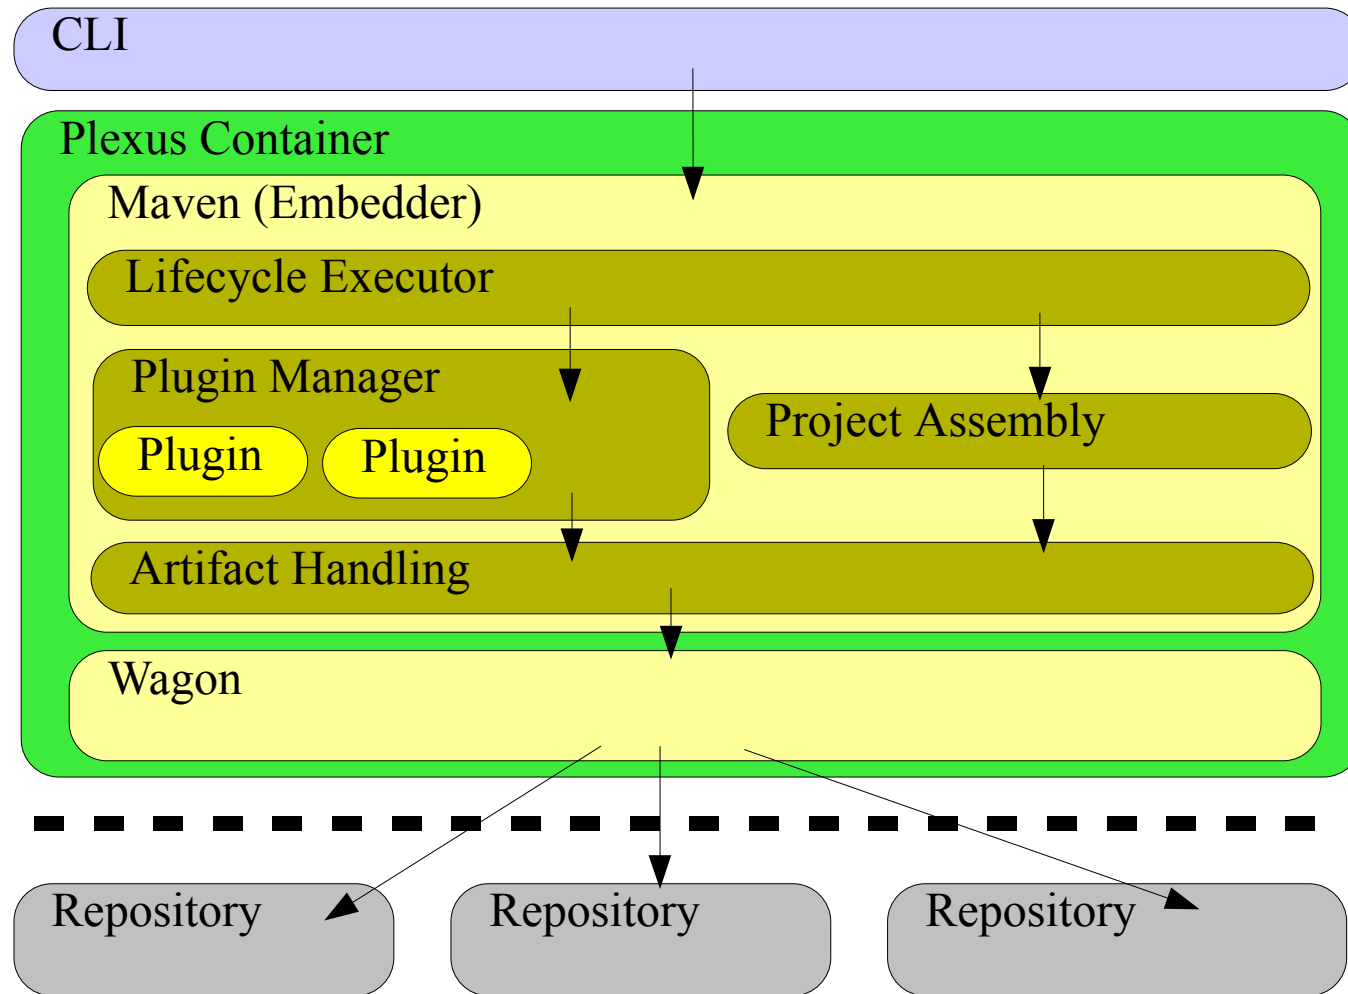 CLI
Plexus Container
Maven (Embedder)
Lifecycle Executor
Plugin Manager
Project Assembly
Plugin Plugin
Artifact Handling
Wagon
Repository Repository Repository